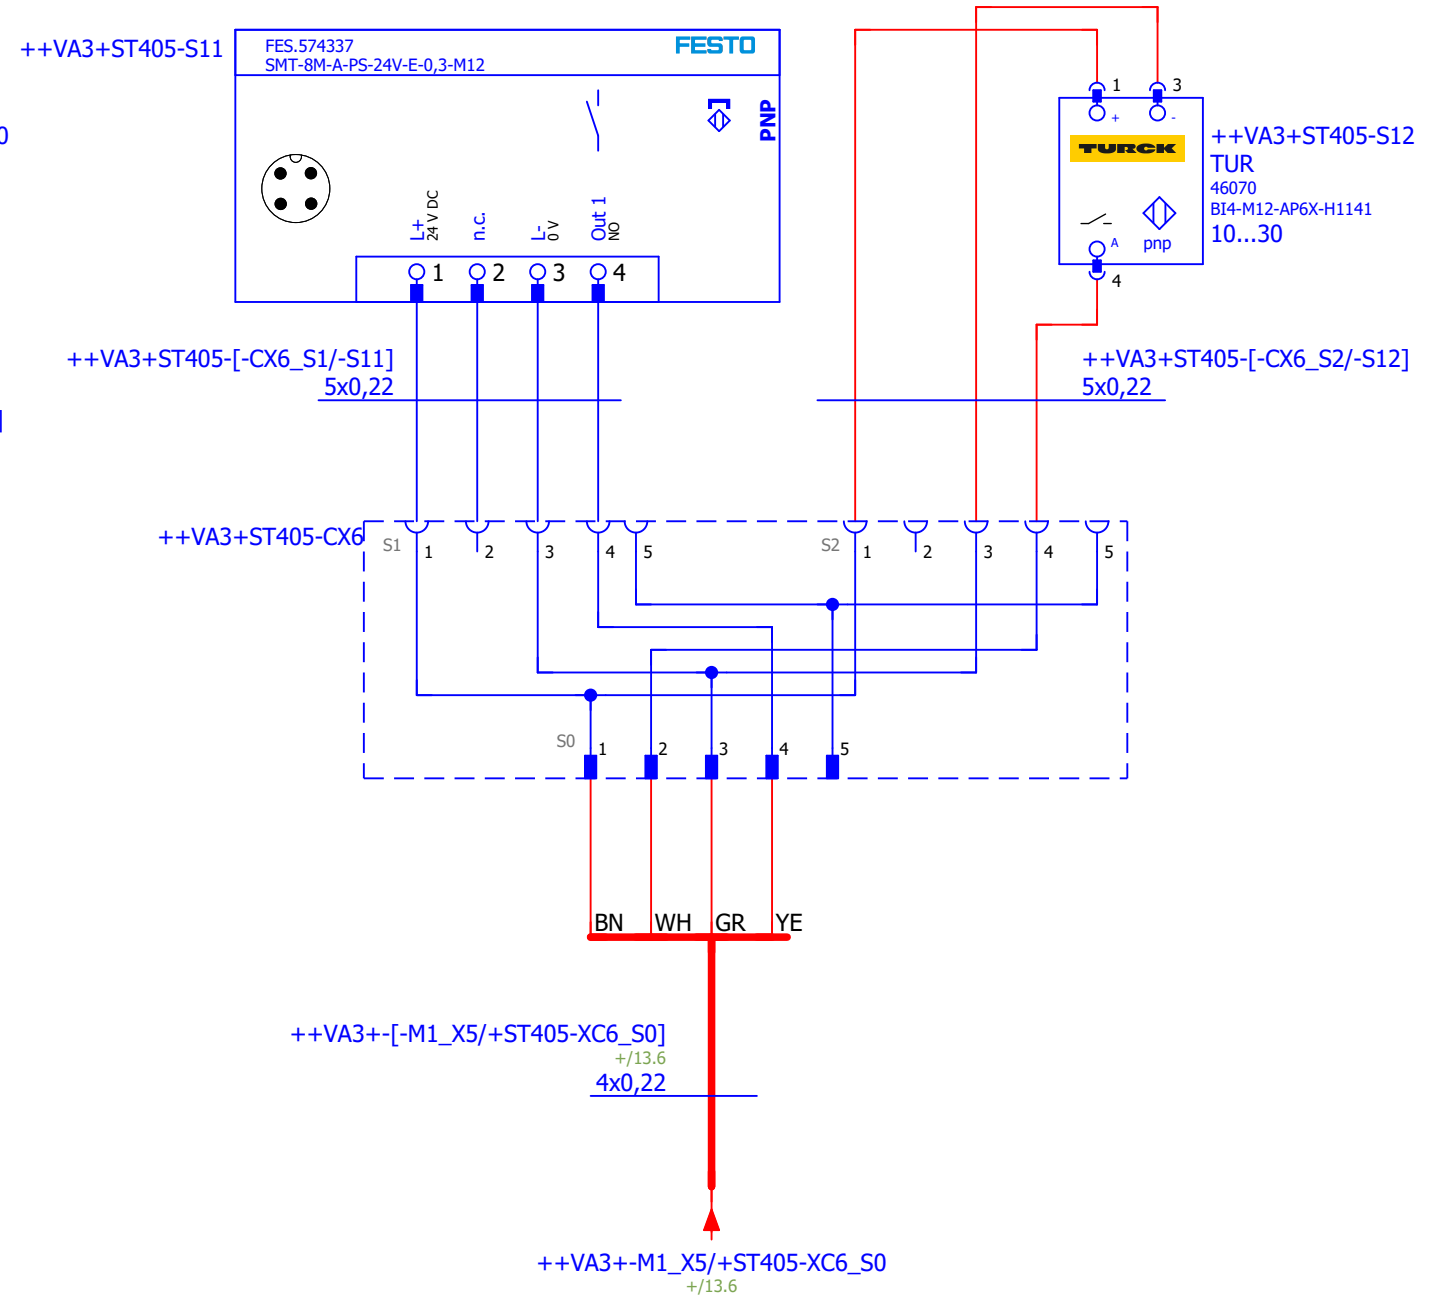 ++VA3+ST405-S11
FES.574337
SMT-8M-A-PS-24V-E-0,3-M12
FESTO
PNP
L+
24 V DC
n.c.
L-
0 V
Out 1
NO
1
2
3
4
0
]
1
3
+
-
TURCK
A
pnp
4
++VA3+ST405-S12
TUR
46070
BI4-M12-AP6X-H1141
10...30
++VA3+ST405-[-CX6_S1/-S11]
5x0,22
++VA3+ST405-[-CX6_S2/-S12]
5x0,22
++VA3+ST405-CX6
S1
1
2
3
4
5
S2
1
2
3
4
5
S0
1
2
3
4
5
BN
WH
GR
YE
++VA3+-[-M1_X5/+ST405-XC6_S0]
+/13.6
4x0,22
++VA3+-M1_X5/+ST405-XC6_S0
+/13.6